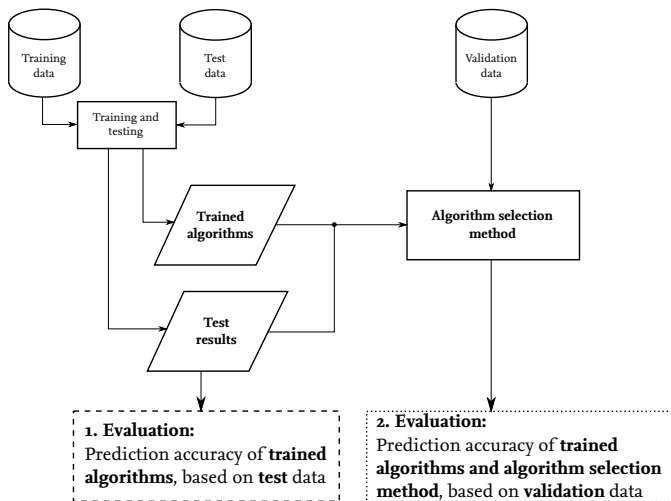 Training
data
Test
data
Validation
data
Training and
testing
Trained
algorithms
Algorithm selection
method
Test
results
1. Evaluation:
Prediction accuracy of trained
algorithms, based on test data
2. Evaluation:
Prediction accuracy of trained
algorithms and algorithm selection
method, based on validation data